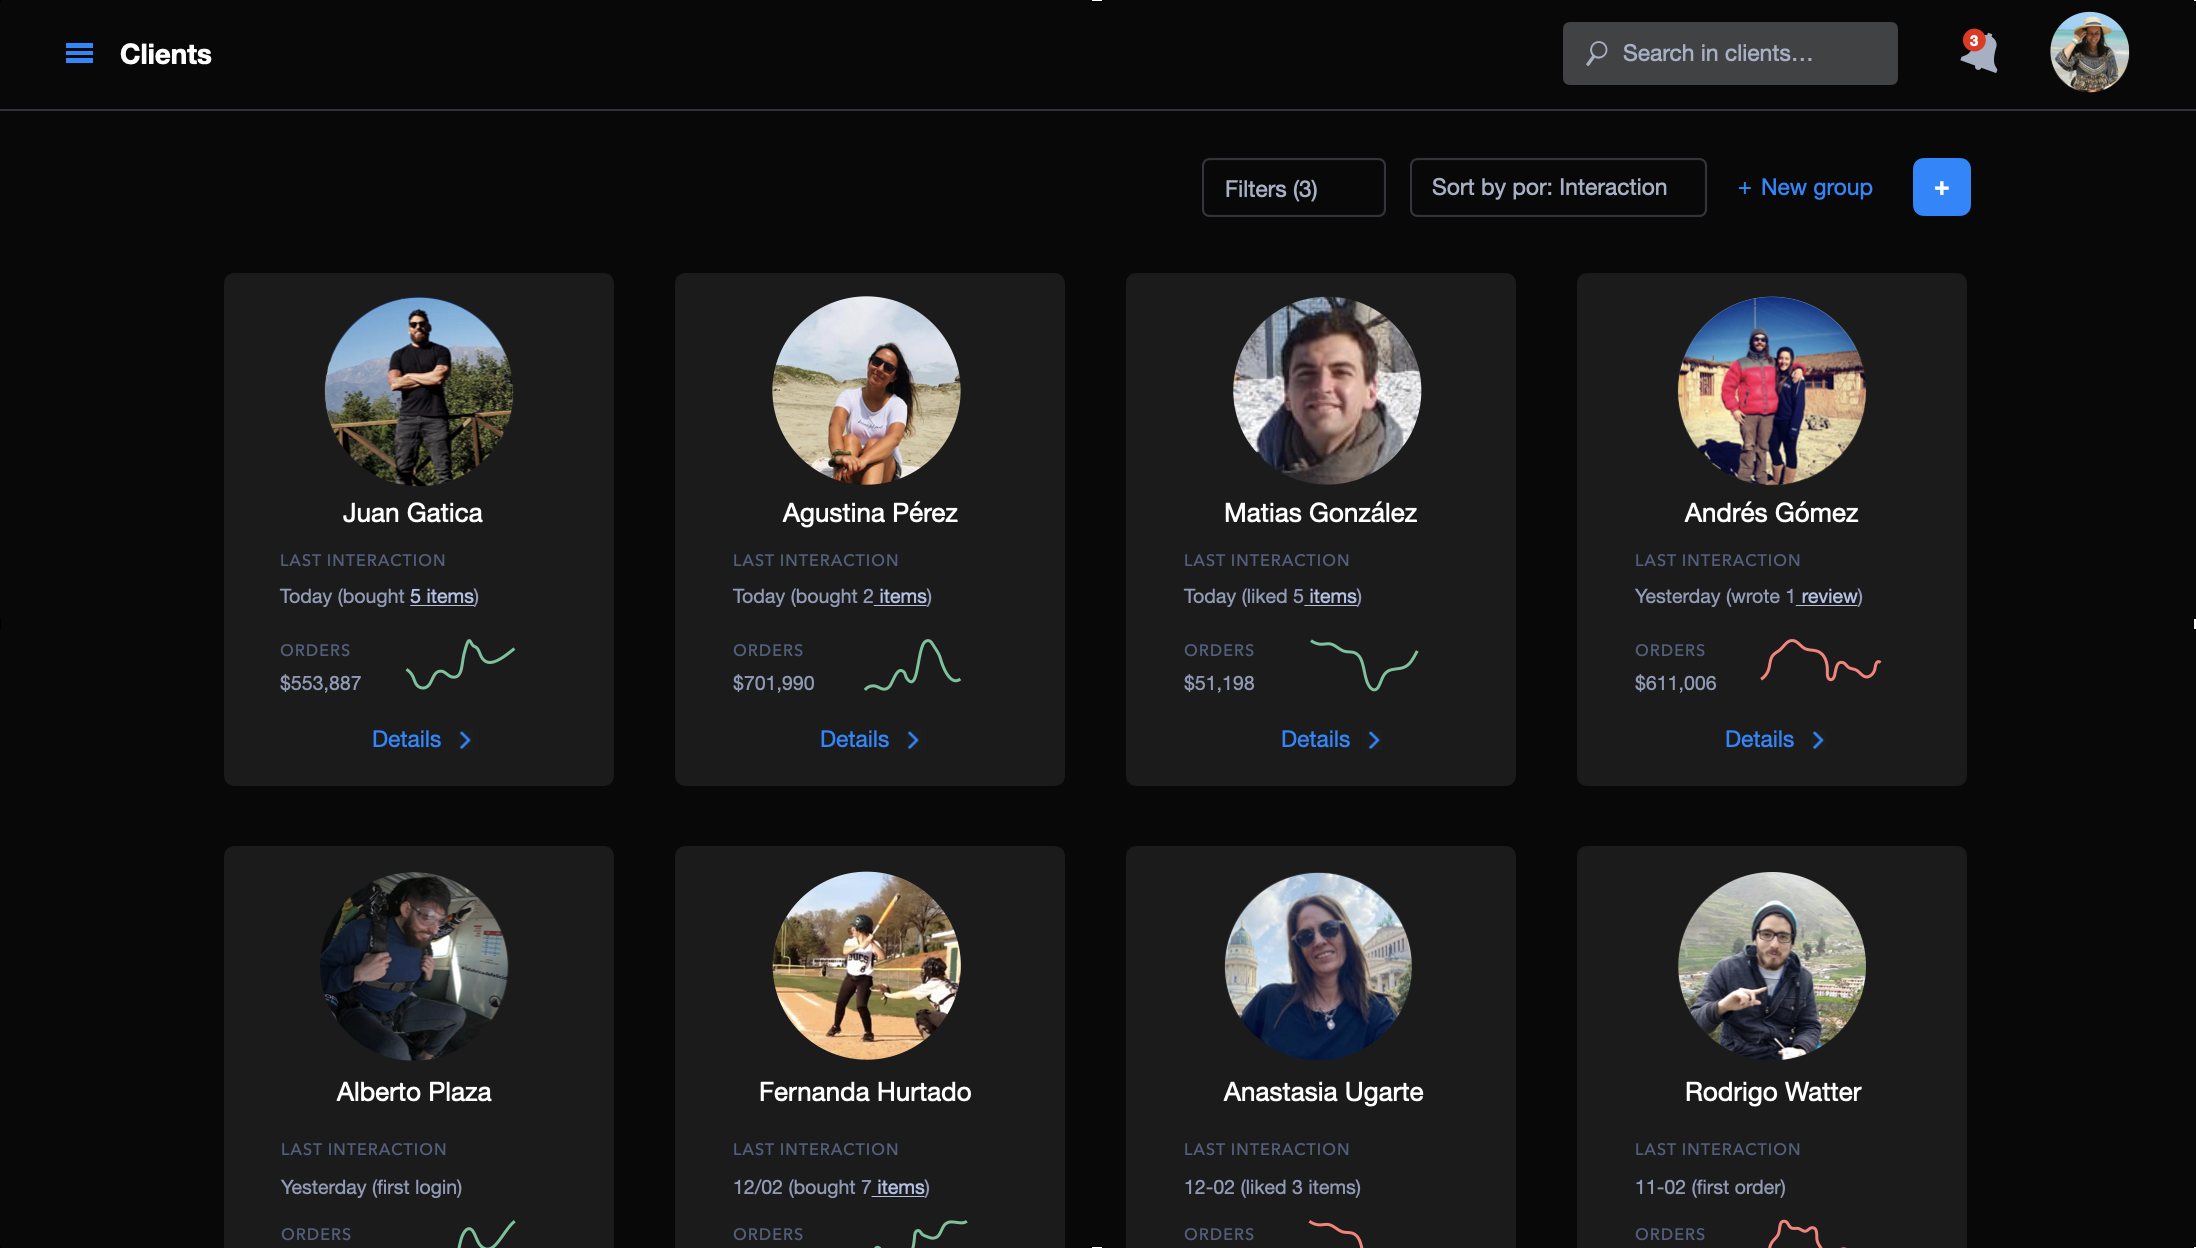 Clients
Search in clients...
3
Filters (3)
Sort by por: Interaction
+ New group
+
Juan Gatica
LAST INTERACTION
Today (bought 5 items)
ORDERS
$553,887
Details
Agustina Pérez
LAST INTERACTION
Today (bought 2 items)
ORDERS
$701,990
Details
Matias González
LAST INTERACTION
Today (liked 5 items)
ORDERS
$51,198
Details
Andrés Gómez
LAST INTERACTION
Yesterday (wrote 1 review)
ORDERS
$611,006
Details
Alberto Plaza
LAST INTERACTION
Yesterday (first login)
ORDERS
Fernanda Hurtado
LAST INTERACTION
12/02 (bought 7 items)
ORDERS
Anastasia Ugarte
LAST INTERACTION
12-02 (liked 3 items)
ORDERS
Rodrigo Watter
LAST INTERACTION
11-02 (first order)
ORDERS